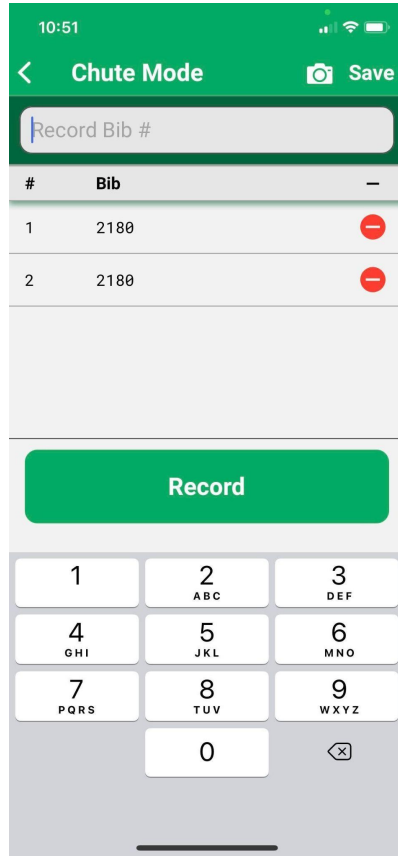 10:51
Chute Mode Save
Record Bib #
# Bib –
1 2180
2 2180
Record
1 2 3
ABC DEF
4 5 6
GHI JKL MNO
7 8 9
PQRS TUV WXYZ
0